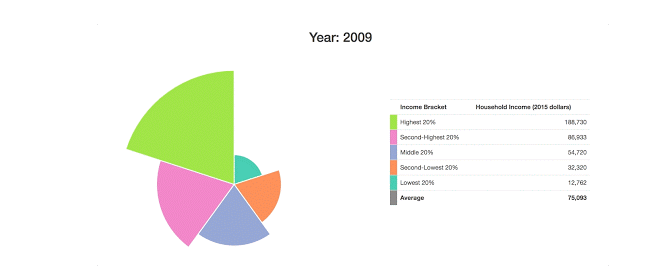 Year: 2009
Income Bracket Household Income (2015 dollars)
Highest 20% 188,730
Second-Highest 20% 86,933
Middle 20% 54,720
Second-Lowest 20% 32,320
Lowest 20% 12,762
Average 75,093